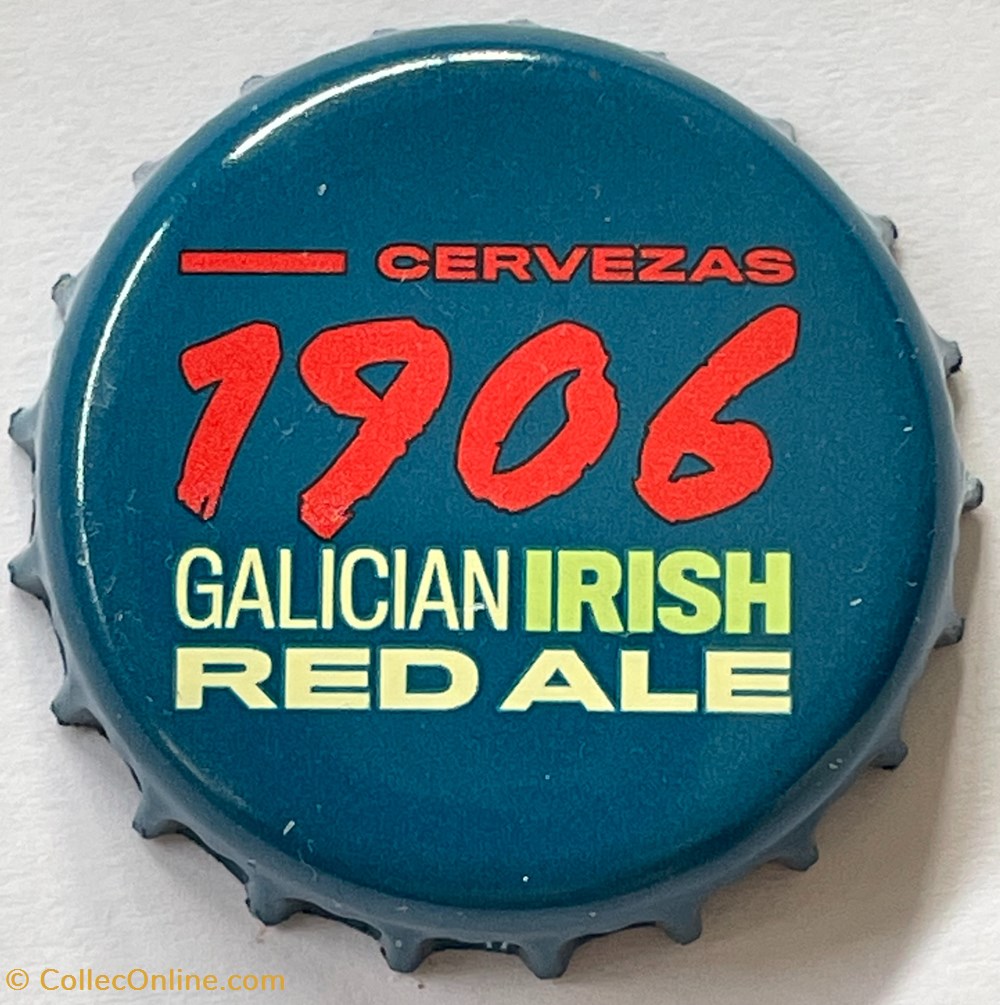 CERVEZAS
1906
GALICIAN IRISH
RED ALE
© CollecOnline.com